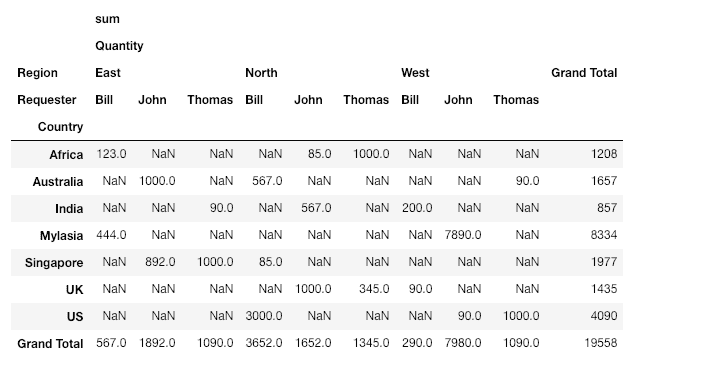 sum
Quantity
Region East North West Grand Total
Requester Bill John Thomas Bill John Thomas Bill John Thomas
Country
Africa 123.0 NaN NaN NaN 85.0 1000.0 NaN NaN NaN 1208
Australia NaN 1000.0 NaN 567.0 NaN NaN NaN NaN 90.0 1657
India NaN NaN 90.0 NaN 567.0 NaN 200.0 NaN NaN 857
Mylasia 444.0 NaN NaN NaN NaN NaN NaN 7890.0 NaN 8334
Singapore NaN 892.0 1000.0 85.0 NaN NaN NaN NaN NaN 1977
UK NaN NaN NaN NaN 1000.0 345.0 90.0 NaN NaN 1435
US NaN NaN NaN 3000.0 NaN NaN NaN 90.0 1000.0 4090
Grand Total 567.0 1892.0 1090.0 3652.0 1652.0 1345.0 290.0 7980.0 1090.0 19558